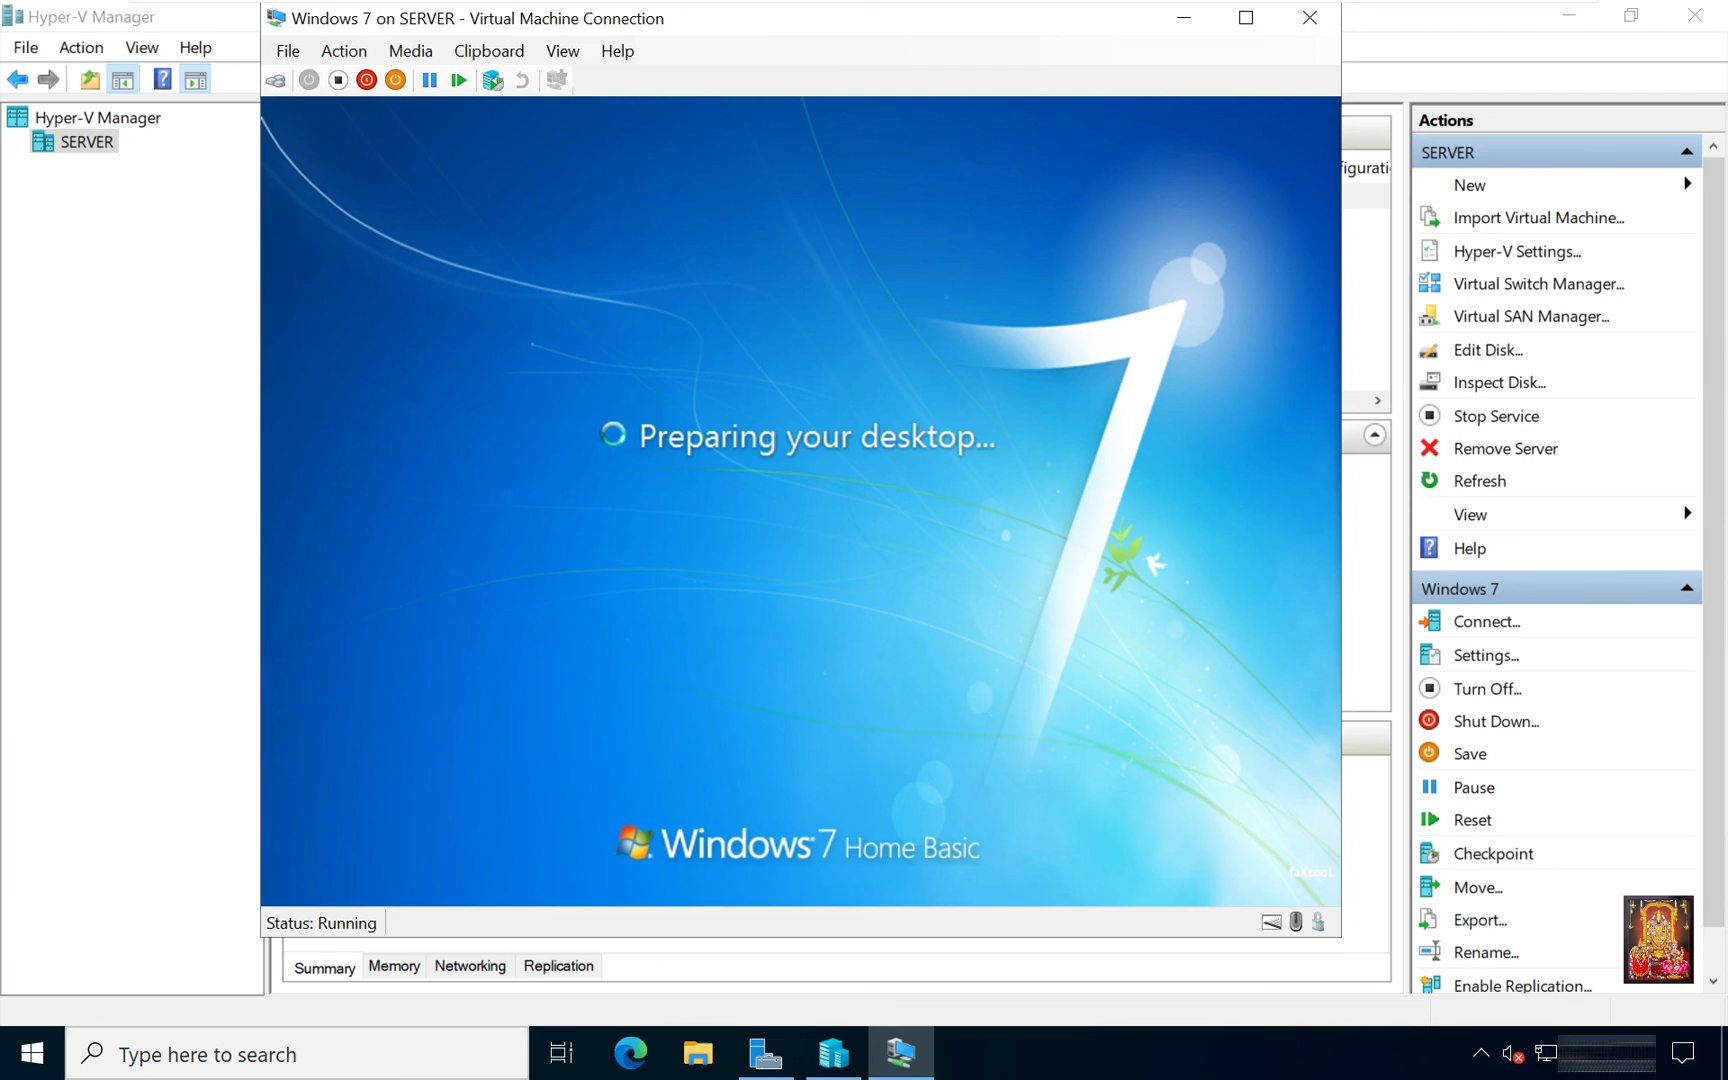 Hyper-V Manager
File Action View Help
Hyper-V Manager
SERVER
Windows 7 on SERVER - Virtual Machine Connection
File Action Media Clipboard View Help
Preparing your desktop...
Windows 7 Home Basic
faXcooL
Status: Running
Summary Memory Networking Replication
Actions
SERVER
New
Import Virtual Machine...
Hyper-V Settings...
Virtual Switch Manager...
Virtual SAN Manager...
Edit Disk...
Inspect Disk...
Stop Service
Remove Server
Refresh
View
Help
Windows 7
Connect...
Settings...
Turn Off...
Shut Down...
Save
Pause
Reset
Checkpoint
Move...
Export...
Rename...
Enable Replication...
Type here to search